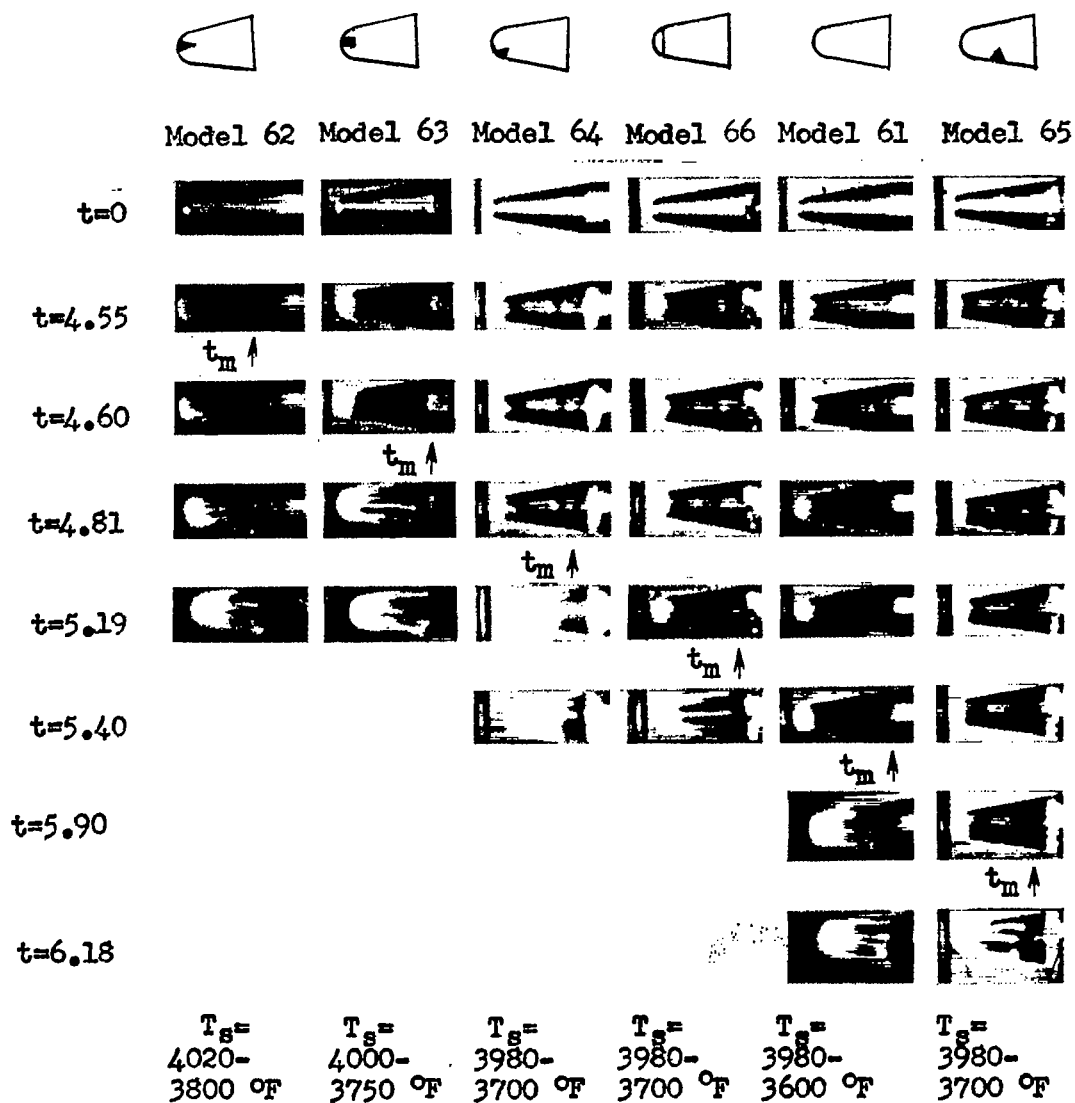 Model 62 Model 63 Model 64 Model 66 Model 61 Model 65
t=0
t=4.55
tm ↑
t=4.60
tm ↑
t=4.81
tm ↑
t=5.19
tm ↑
t=5.40
tm ↑
t=5.90
tm ↑
t=6.18
Ts= Ts= Ts= Ts= Ts= Ts=
4020- 4000- 3980- 3980- 3980- 3980-
3800 °F 3750 °F 3700 °F 3700 °F 3600 °F 3700 °F